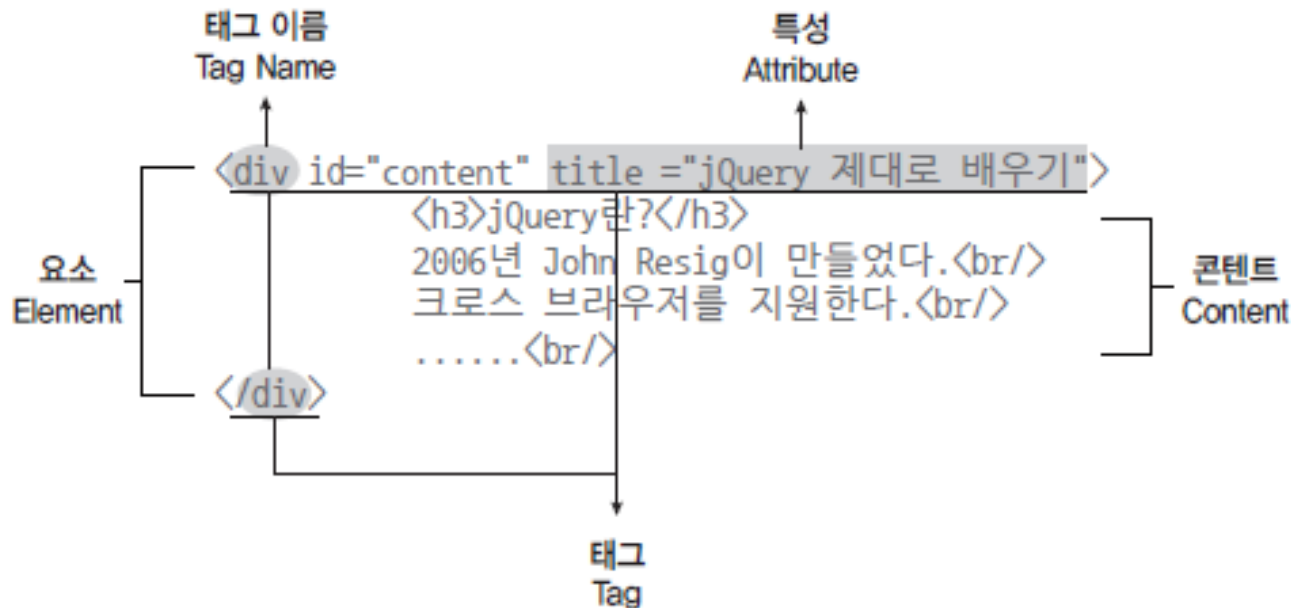 태그 이름
Tag Name
특성
Attribute
<div id="content" title ="jQuery 제대로 배우기">
<h3>jQuery란?</h3>
2006년 John Resig이 만들었다.<br/>
크로스 브라우저를 지원한다.<br/>
......<br/>
</div>
요소
Element
콘텐트
Content
태그
Tag